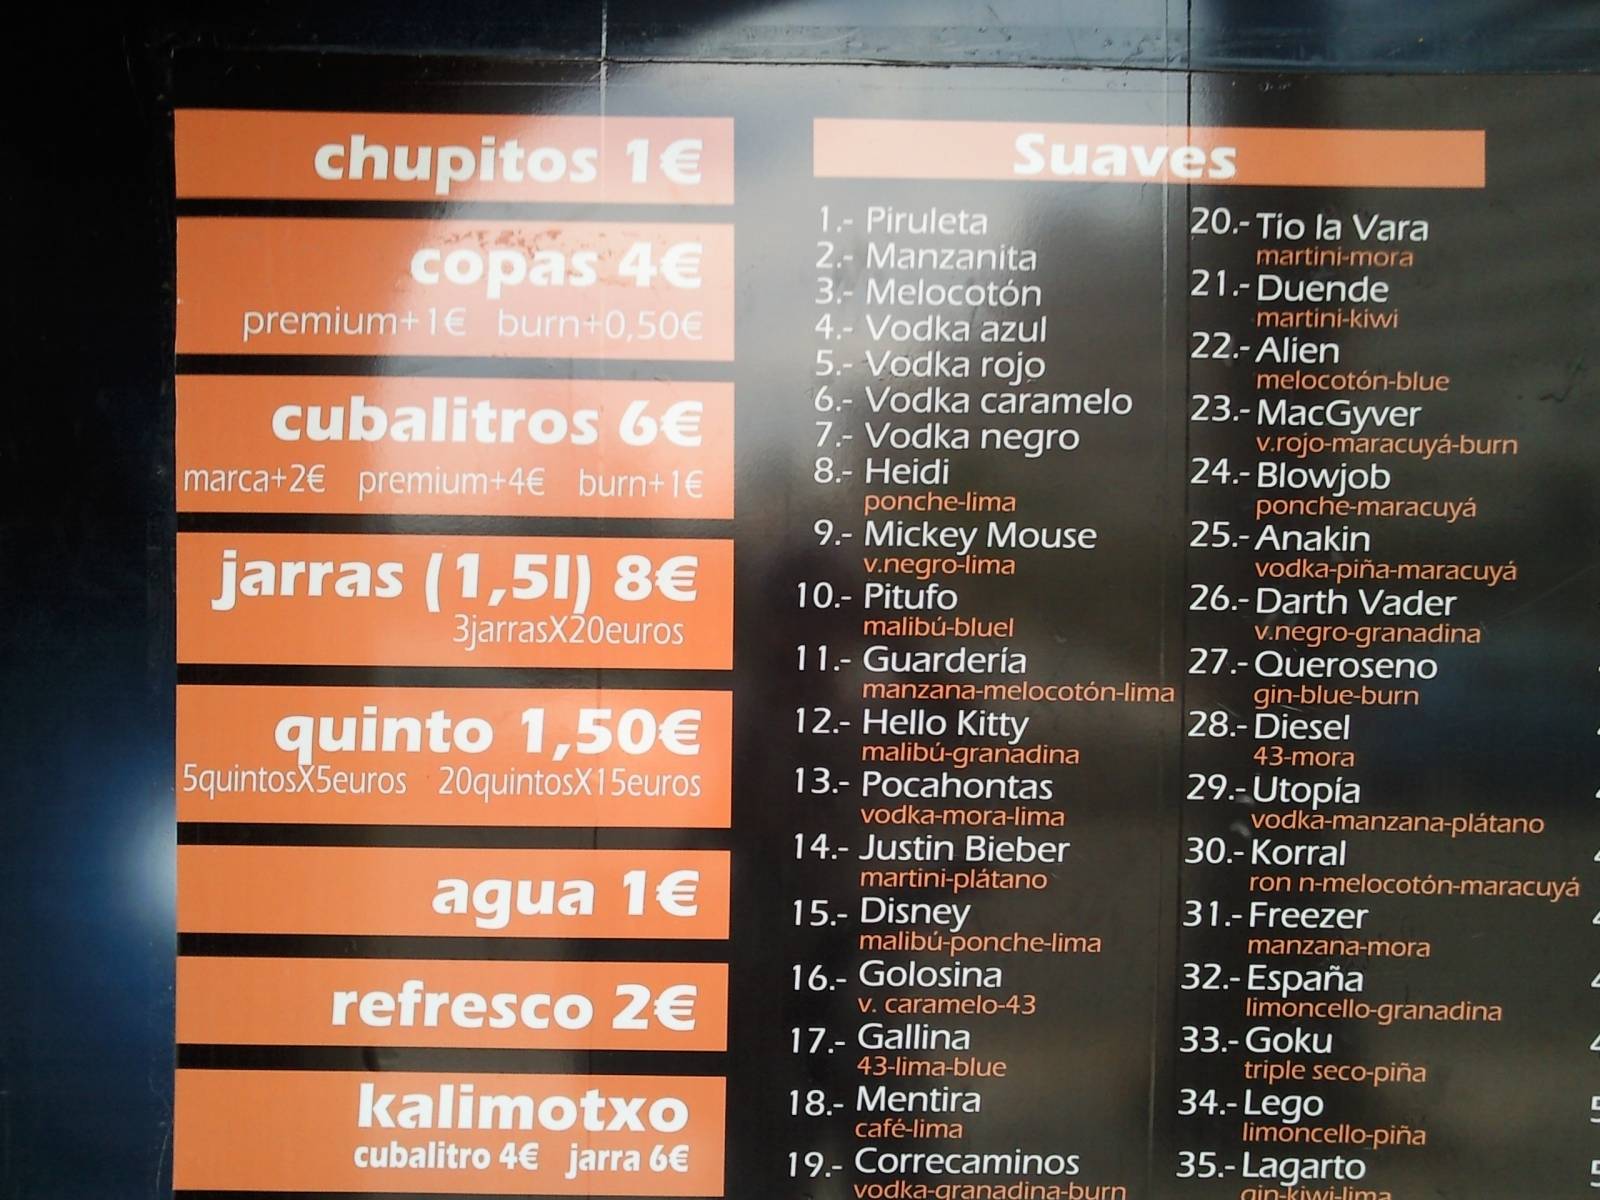 chupitos 1€
copas 4€
premium+1€ burn+0,50€
cubalitros 6€
marca+2€ premium+4€ burn+1€
jarras (1,5l) 8€
3jarrasX20euros
quinto 1,50€
5quintosX5euros 20quintosX15euros
agua 1€
refresco 2€
kalimotxo
cubalitro 4€ jarra 6€
Suaves
1.- Piruleta
2.- Manzanita
3.- Melocotón
4.- Vodka azul
5.- Vodka rojo
6.- Vodka caramelo
7.- Vodka negro
8.- Heidi
ponche-lima
9.- Mickey Mouse
v.negro-lima
10.- Pitufo
malibú-bluel
11.- Guardería
manzana-melocotón-lima
12.- Hello Kitty
malibú-granadina
13.- Pocahontas
vodka-mora-lima
14.- Justin Bieber
martini-plátano
15.- Disney
malibú-ponche-lima
16.- Golosina
v. caramelo-43
17.- Gallina
43-lima-blue
18.- Mentira
café-lima
19.- Correcaminos
vodka-granadina-burn
20.- Tio la Vara
martini-mora
21.- Duende
martini-kiwi
22.- Alien
melocotón-blue
23.- MacGyver
v.rojo-maracuyá-burn
24.- Blowjob
ponche-maracuyá
25.- Anakin
vodka-piña-maracuyá
26.- Darth Vader
v.negro-granadina
27.- Queroseno
gin-blue-burn
28.- Diesel
43-mora
29.- Utopía
vodka-manzana-plátano
30.- Korral
ron n-melocotón-maracuyá
31.- Freezer
manzana-mora
32.- España
limoncello-granadina
33.- Goku
triple seco-piña
34.- Lego
limoncello-piña
35.- Lagarto
gin-kiwi-lima